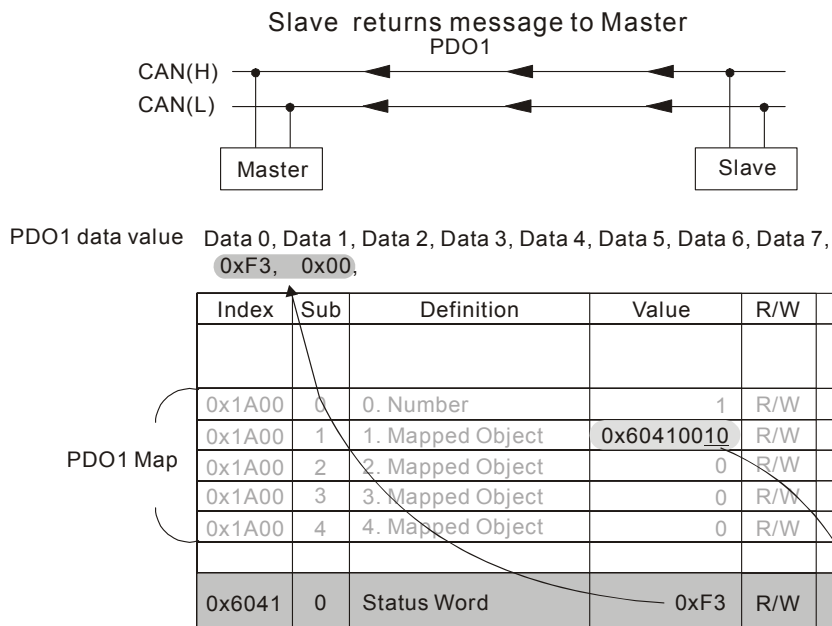 Slave returns message to Master
PDO1
CAN(H)
CAN(L)
Master
Slave
PDO1 data value Data 0, Data 1, Data 2, Data 3, Data 4, Data 5, Data 6, Data 7,
0xF3, 0x00,
Index Sub Definition Value R/W
0x1A00 0 0. Number 1 R/W
0x1A00 1 1. Mapped Object 0x60410010 R/W
PDO1 Map
0x1A00 2 2. Mapped Object 0 R/W
0x1A00 3 3. Mapped Object 0 R/W
0x1A00 4 4. Mapped Object 0 R/W
0x6041 0 Status Word 0xF3 R/W